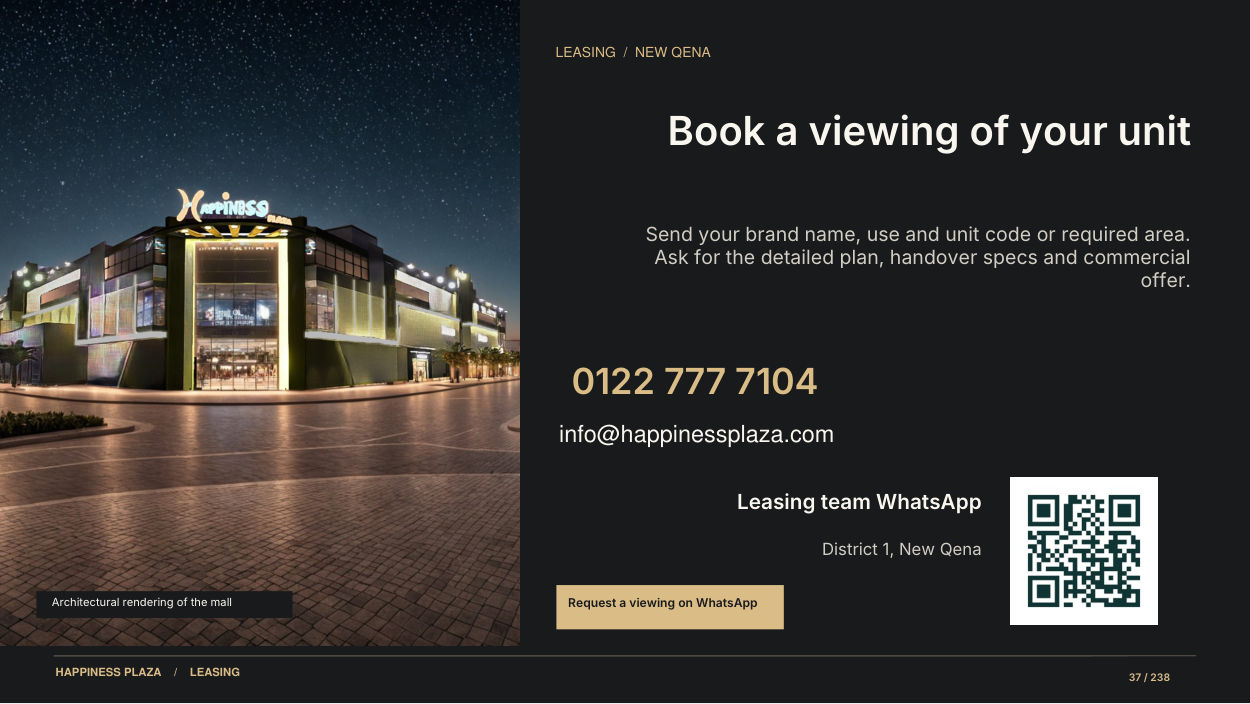 LEASING / NEW QENA
Book a viewing of your unit
Send your brand name, use and unit code or required area.
Ask for the detailed plan, handover specs and commercial
offer.
HAPPINESS
PLAZA
0122 777 7104
info@happinessplaza.com
Leasing team WhatsApp
District 1, New Qena
Request a viewing on WhatsApp
Architectural rendering of the mall
HAPPINESS PLAZA / LEASING
37 / 238